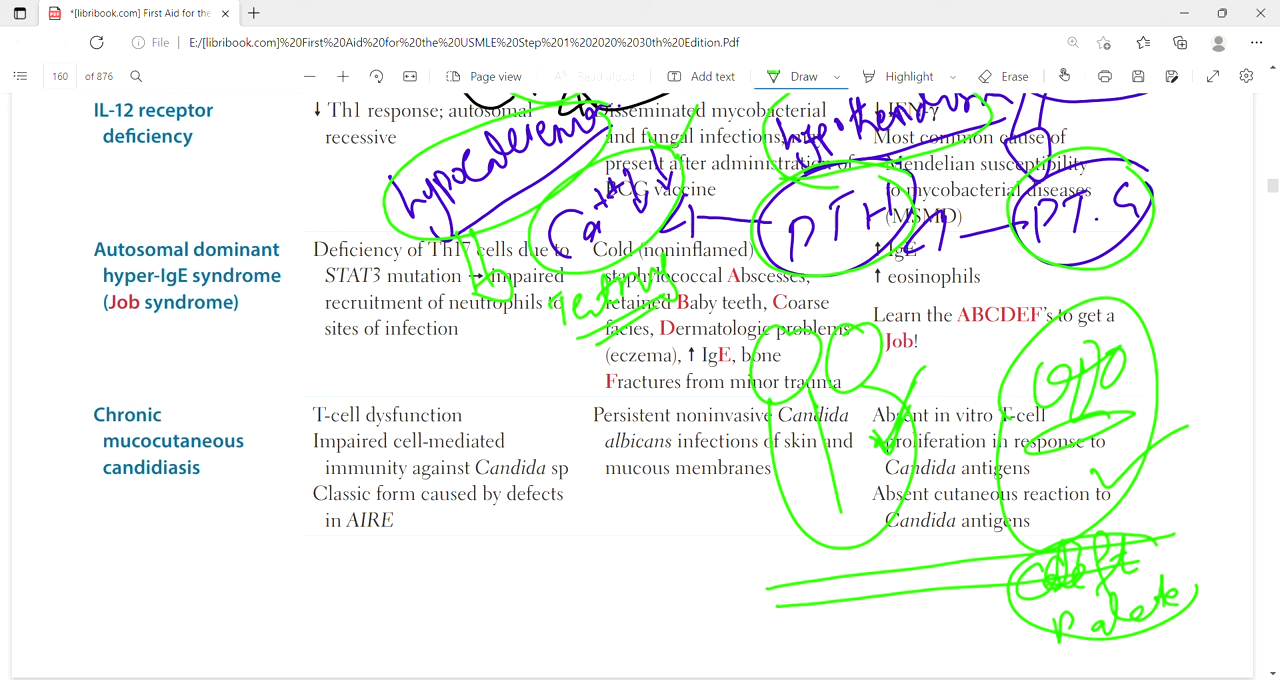 *[libribook.com] First Aid for the
File E:/[libribook.com]%20First%20Aid%20for%20the%20USMLE%20Step%201%202020%2030th%20Edition.Pdf
160 of 876 Page view Read aloud Add text Draw Highlight Erase
IL-12 receptor
deficiency
↓ Th1 response; autosomal
recessive
Disseminated mycobacterial
and fungal infections;
present after administration of
BCG vaccine
↓ IFN-γ
Most common cause of
Mendelian susceptibility
to mycobacterial diseases
(MSMD)
hypocalcemia
Ca++ ↓↓
PTH
PT.G
Tetany
Autosomal dominant
hyper-IgE syndrome
(Job syndrome)
Deficiency of Th17 cells due to
STAT3 mutation → impaired
recruitment of neutrophils to
sites of infection
Cold (noninflamed)
staphylococcal Abscesses,
retained Baby teeth, Coarse
facies, Dermatologic problems
(eczema), ↑ IgE, bone
Fractures from minor trauma
↑ IgE
↑ eosinophils
Learn the ABCDEF's to get a
Job!
Chronic
mucocutaneous
candidiasis
T-cell dysfunction
Impaired cell-mediated
immunity against Candida sp
Classic form caused by defects
in AIRE
Persistent noninvasive Candida
albicans infections of skin and
mucous membranes
Absent in vitro T-cell
proliferation in response to
Candida antigens
Absent cutaneous reaction to
Candida antigens
Cleft
palate